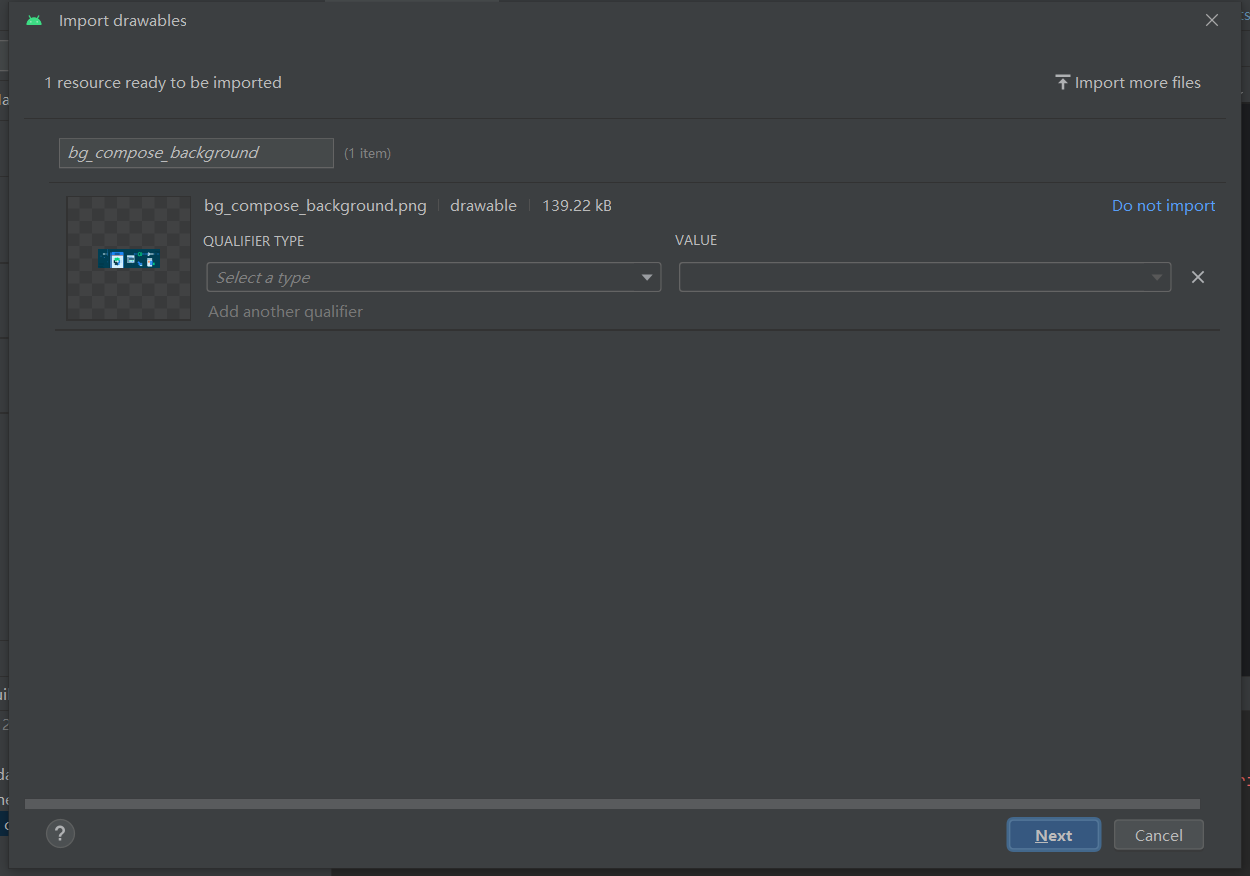 Import drawables
1 resource ready to be imported
Import more files
bg_compose_background
(1 item)
bg_compose_background.png
drawable
139.22 kB
Do not import
QUALIFIER TYPE
VALUE
Select a type
Add another qualifier
?
Next
Cancel